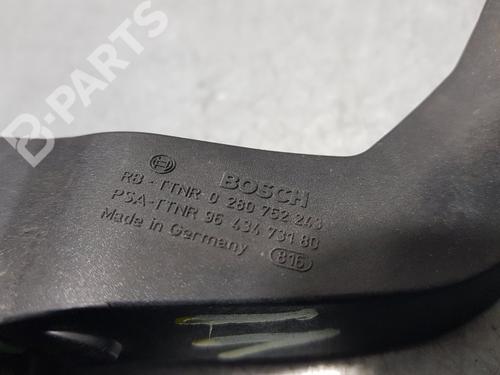 B-PARTS
BOSCH
RB - TTNR 0 280 752 243
PSA-TTNR 96 434 731 80
Made in Germany
816